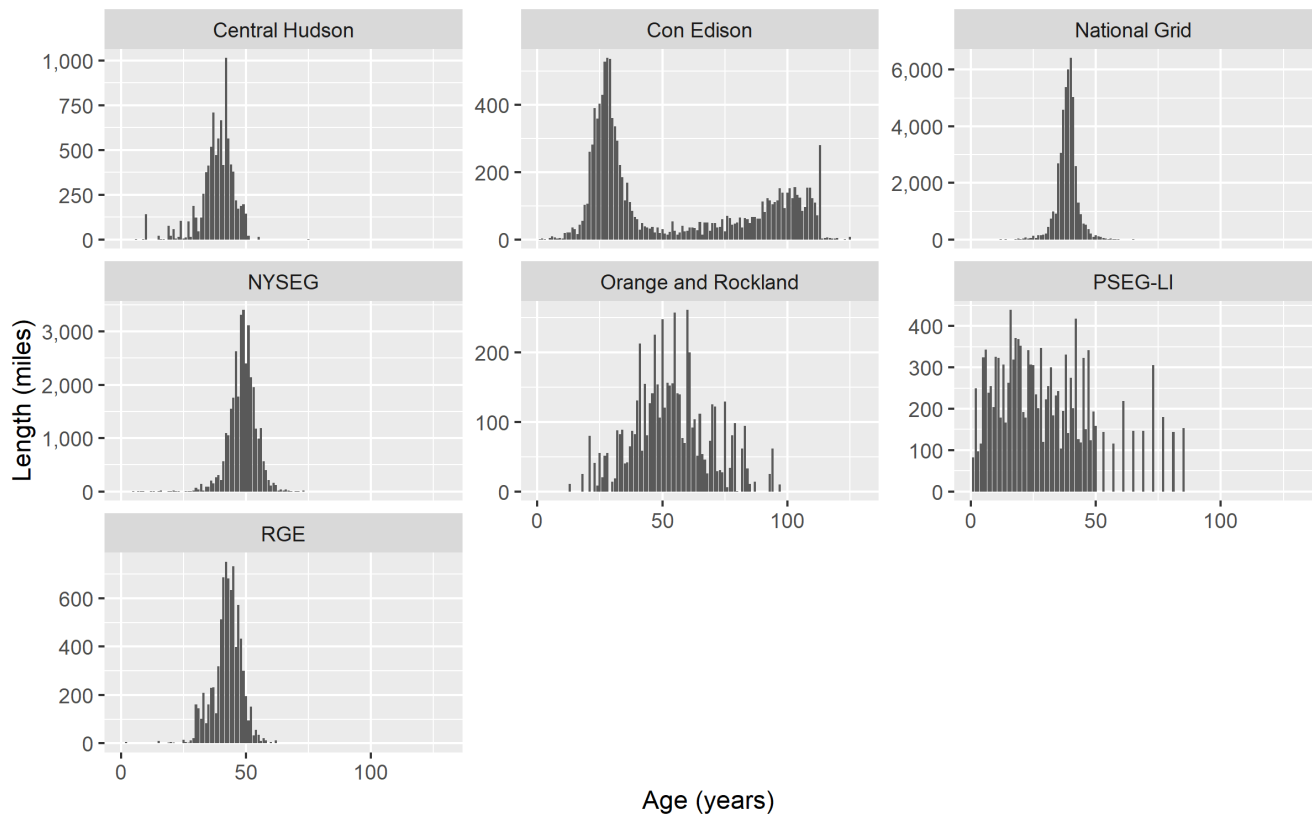 Central Hudson
Con Edison
National Grid
1,000
750
500
250
0
400
200
0
6,000
4,000
2,000
0
NYSEG
Orange and Rockland
PSEG-LI
3,000
2,000
1,000
0
200
100
0
400
300
200
100
0
0 50 100
0 50 100
RGE
600
400
200
0
0 50 100
Length (miles)
Age (years)